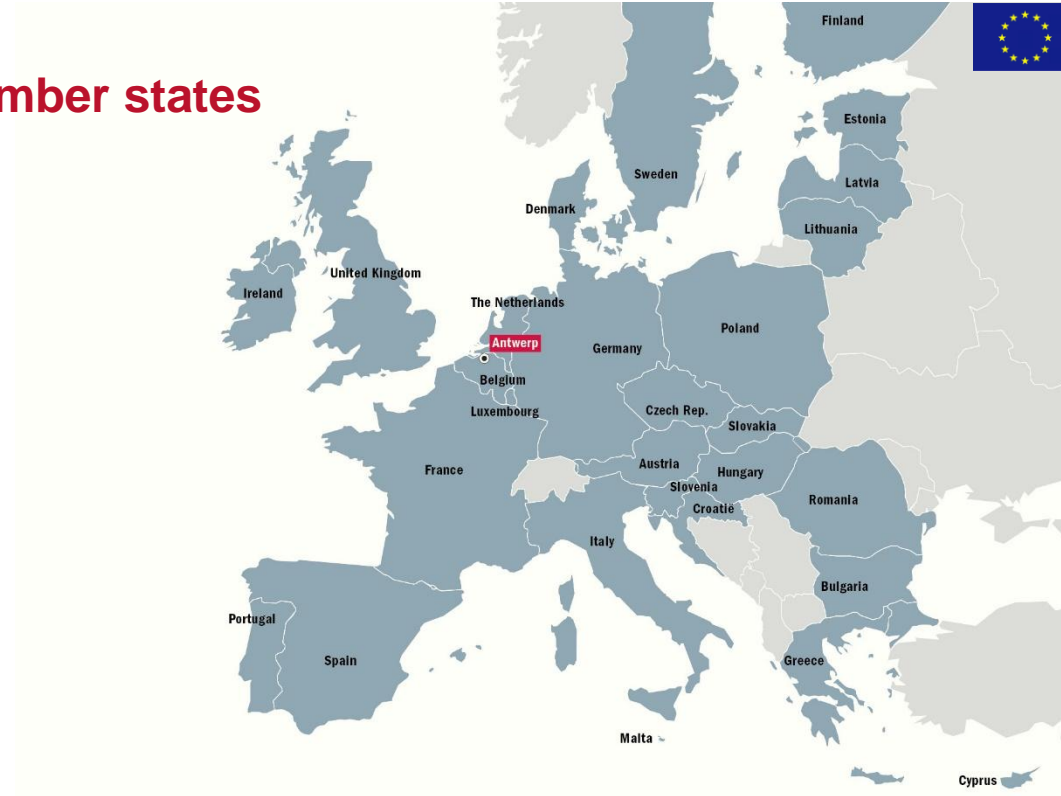 mber states
Finland
Estonia
Sweden
Latvia
Denmark
Lithuania
United Kingdom
Ireland
The Netherlands
Poland
Antwerp
Germany
Belgium
Luxembourg
Czech Rep.
Slovakia
France
Austria
Hungary
Slovenia
Romania
Croatië
Italy
Bulgaria
Portugal
Spain
Greece
Malta
Cyprus